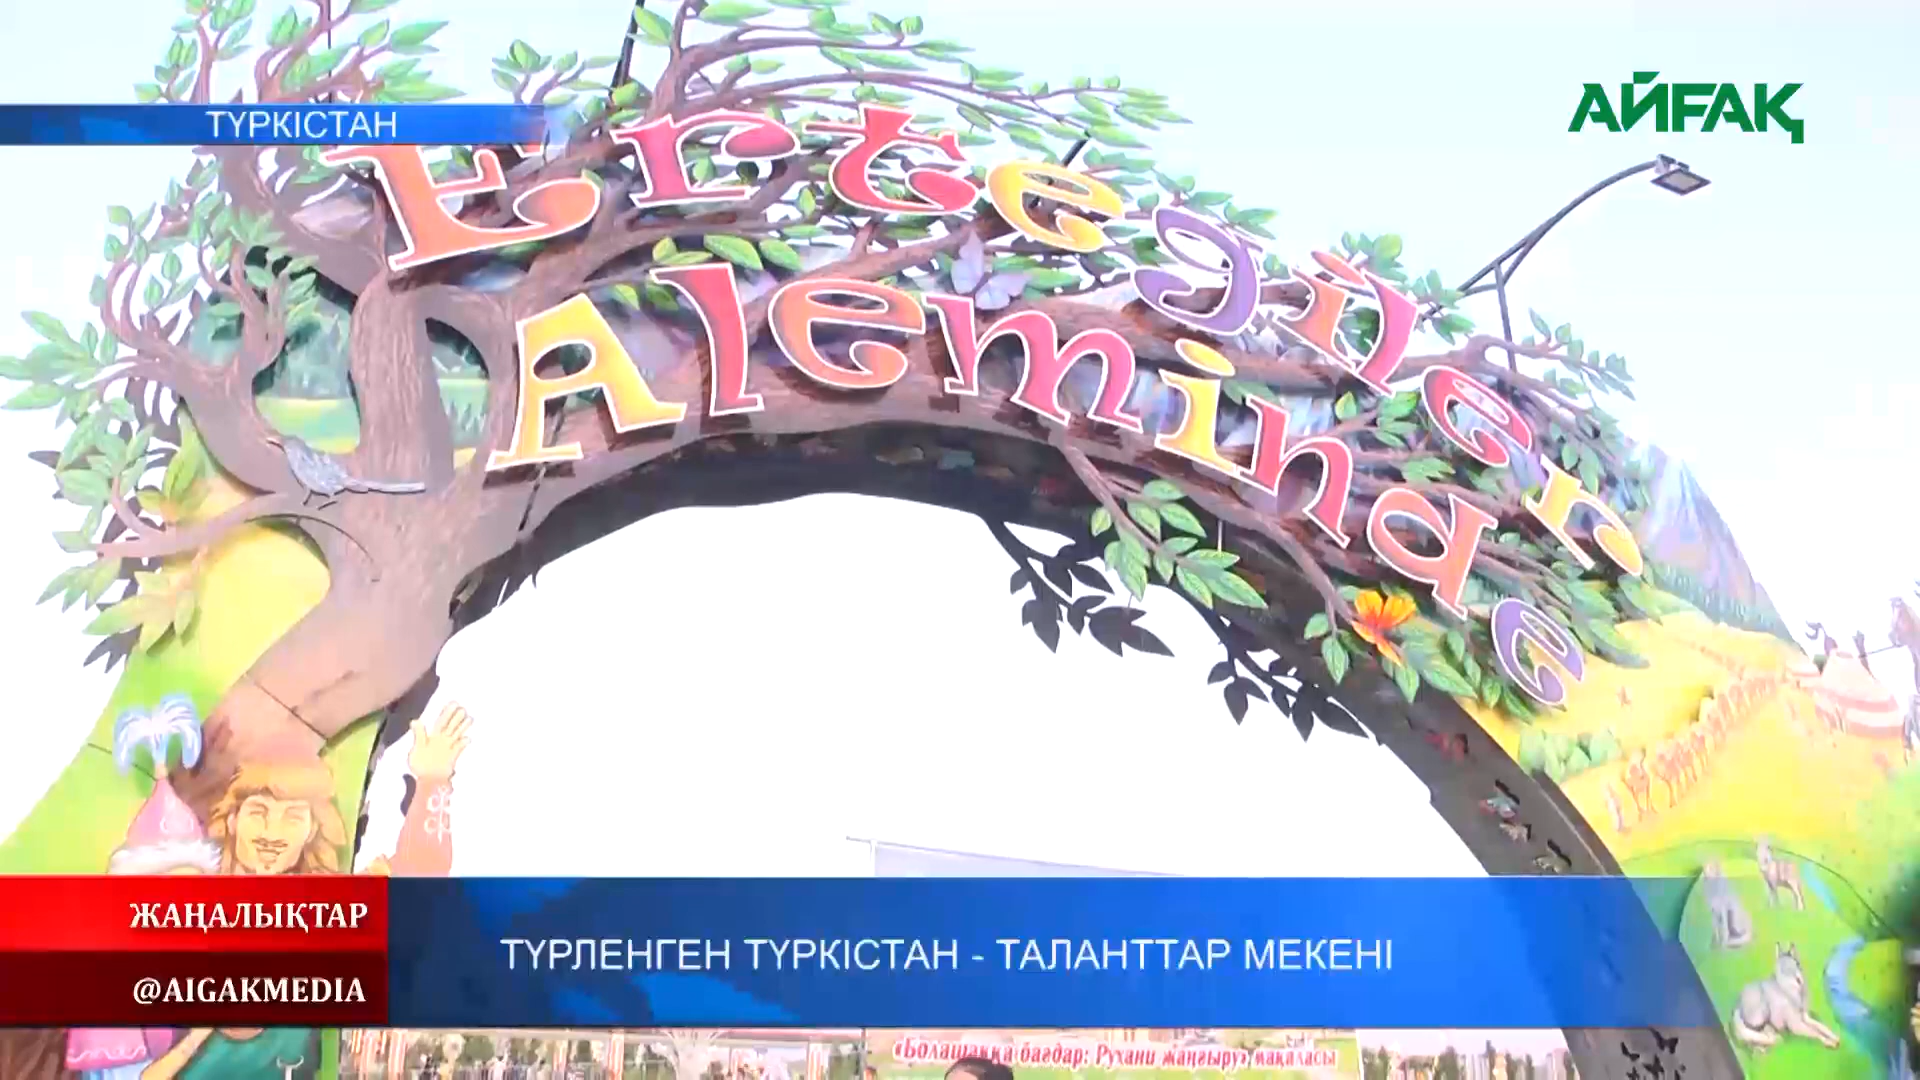 ТҮРКІСТАН
АЙҒАҚ
Ertegiler
Aleminde
ЖАҢАЛЫҚТАР
@AIGAKMEDIA
ТҮРЛЕНГЕН ТҮРКІСТАН - ТАЛАНТТАР МЕКЕНІ
«Болашаққа бағдар: Рухани жаңғыру» мақаласы